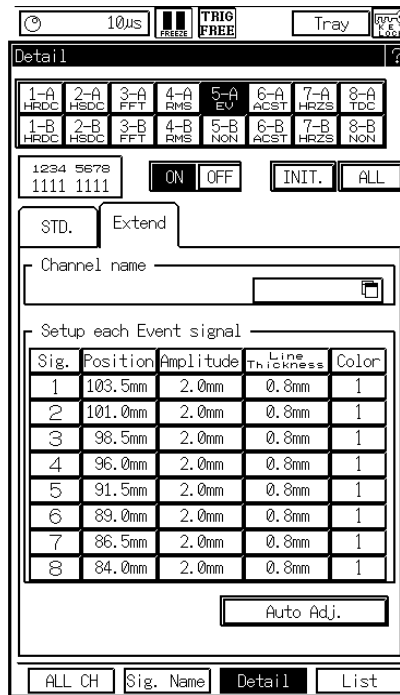 10µs FREEZE TRIG FREE Tray KEY LOCK
Detail ?
1-A HRDC 2-A HSDC 3-A FFT 4-A RMS 5-A EV 6-A ACST 7-A HRZS 8-A TDC
1-B HRDC 2-B HSDC 3-B FFT 4-B RMS 5-B NON 6-B ACST 7-B HRZS 8-B NON
1234 5678
1111 1111 ON OFF INIT. ALL
STD. Extend
Channel name
Setup each Event signal
Sig. Position Amplitude Line Thickness Color
1 103.5mm 2.0mm 0.8mm 1
2 101.0mm 2.0mm 0.8mm 1
3 98.5mm 2.0mm 0.8mm 1
4 96.0mm 2.0mm 0.8mm 1
5 91.5mm 2.0mm 0.8mm 1
6 89.0mm 2.0mm 0.8mm 1
7 86.5mm 2.0mm 0.8mm 1
8 84.0mm 2.0mm 0.8mm 1
Auto Adj.
ALL CH Sig. Name Detail List